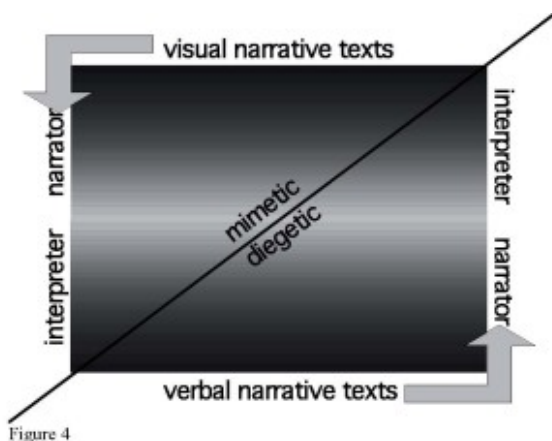 visual narrative texts
narrator
interpreter
mimetic
diegetic
interpreter
narrator
verbal narrative texts
Figure 4